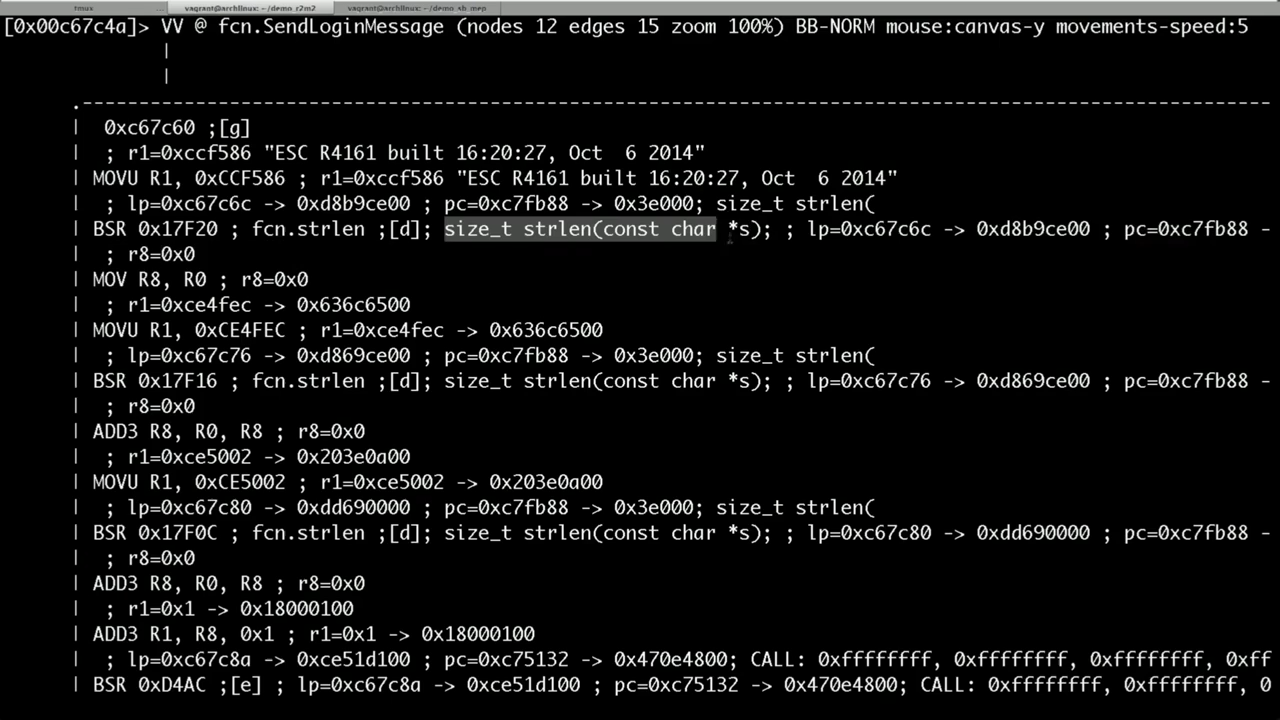 tmux ... vagrant@archlinux: ~/demo_r2m2 vagrant@archlinux: ~/demo_sb_mep
[0x00c67c4a]> VV @ fcn.SendLoginMessage (nodes 12 edges 15 zoom 100%) BB-NORM mouse:canvas-y movements-speed:5
|
|
.------------------------------------------------------------------------------------------------------
| 0xc67c60 ;[g]
| ; r1=0xccf586 "ESC R4161 built 16:20:27, Oct  6 2014"
| MOVU R1, 0xCCF586 ; r1=0xccf586 "ESC R4161 built 16:20:27, Oct  6 2014"
| ; lp=0xc67c6c -> 0xd8b9ce00 ; pc=0xc7fb88 -> 0x3e000; size_t strlen(
| BSR 0x17F20 ; fcn.strlen ;[d]; size_t strlen(const char *s); ; lp=0xc67c6c -> 0xd8b9ce00 ; pc=0xc7fb88 -
| ; r8=0x0
| MOV R8, R0 ; r8=0x0
| ; r1=0xce4fec -> 0x636c6500
| MOVU R1, 0xCE4FEC ; r1=0xce4fec -> 0x636c6500
| ; lp=0xc67c76 -> 0xd869ce00 ; pc=0xc7fb88 -> 0x3e000; size_t strlen(
| BSR 0x17F16 ; fcn.strlen ;[d]; size_t strlen(const char *s); ; lp=0xc67c76 -> 0xd869ce00 ; pc=0xc7fb88 -
| ; r8=0x0
| ADD3 R8, R0, R8 ; r8=0x0
| ; r1=0xce5002 -> 0x203e0a00
| MOVU R1, 0xCE5002 ; r1=0xce5002 -> 0x203e0a00
| ; lp=0xc67c80 -> 0xdd690000 ; pc=0xc7fb88 -> 0x3e000; size_t strlen(
| BSR 0x17F0C ; fcn.strlen ;[d]; size_t strlen(const char *s); ; lp=0xc67c80 -> 0xdd690000 ; pc=0xc7fb88 -
| ; r8=0x0
| ADD3 R8, R0, R8 ; r8=0x0
| ; r1=0x1 -> 0x18000100
| ADD3 R1, R8, 0x1 ; r1=0x1 -> 0x18000100
| ; lp=0xc67c8a -> 0xce51d100 ; pc=0xc75132 -> 0x470e4800; CALL: 0xffffffff, 0xffffffff, 0xffffffff, 0xff
| BSR 0xD4AC ;[e] ; lp=0xc67c8a -> 0xce51d100 ; pc=0xc75132 -> 0x470e4800; CALL: 0xffffffff, 0xffffffff, 0